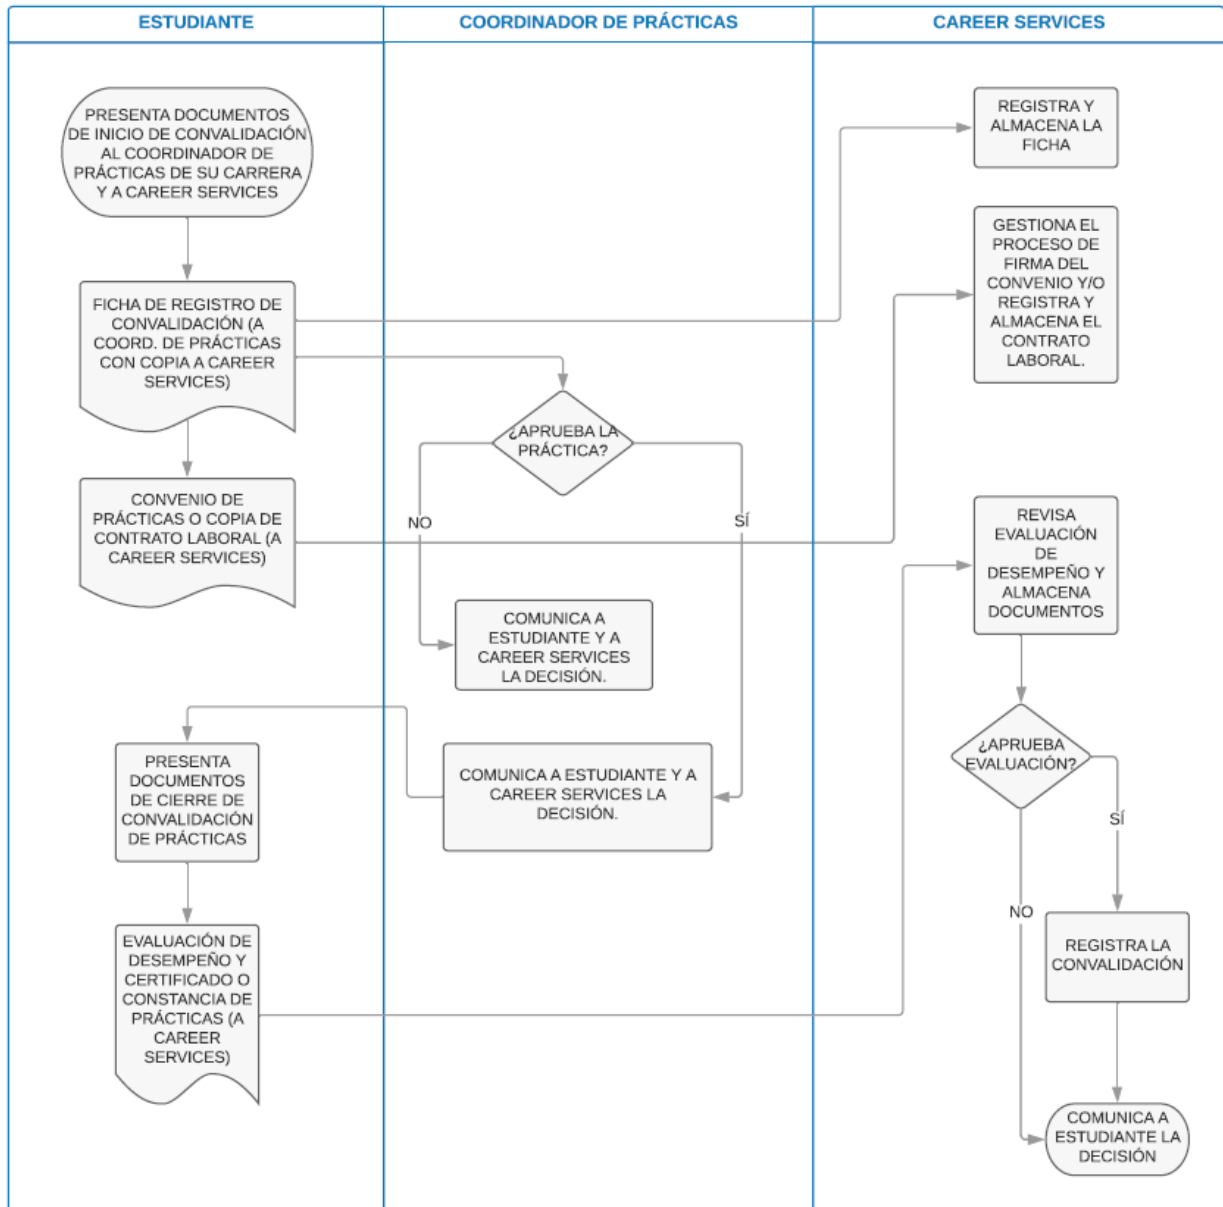 ESTUDIANTE
COORDINADOR DE PRÁCTICAS
CAREER SERVICES
PRESENTA DOCUMENTOS
DE INICIO DE CONVALIDACIÓN
AL COORDINADOR DE
PRÁCTICAS DE SU CARRERA
Y A CAREER SERVICES
FICHA DE REGISTRO DE
CONVALIDACIÓN (A
COORD. DE PRÁCTICAS
CON COPIA A CAREER
SERVICES)
CONVENIO DE
PRÁCTICAS O COPIA DE
CONTRATO LABORAL (A
CAREER SERVICES)
PRESENTA
DOCUMENTOS
DE CIERRE DE
CONVALIDACIÓN
DE PRÁCTICAS
EVALUACIÓN DE
DESEMPEÑO Y
CERTIFICADO O
CONSTANCIA DE
PRÁCTICAS (A
CAREER
SERVICES)
¿APRUEBA LA
PRÁCTICA?
NO
SÍ
COMUNICA A
ESTUDIANTE Y A
CAREER SERVICES
LA DECISIÓN.
COMUNICA A ESTUDIANTE Y A
CAREER SERVICES LA
DECISIÓN.
REGISTRA Y
ALMACENA LA
FICHA
GESTIONA EL
PROCESO DE
FIRMA DEL
CONVENIO Y/O
REGISTRA Y
ALMACENA EL
CONTRATO
LABORAL.
REVISA
EVALUACIÓN
DE
DESEMPEÑO Y
ALMACENA
DOCUMENTOS
¿APRUEBA
EVALUACIÓN?
SÍ
NO
REGISTRA LA
CONVALIDACIÓN
COMUNICA A
ESTUDIANTE LA
DECISIÓN